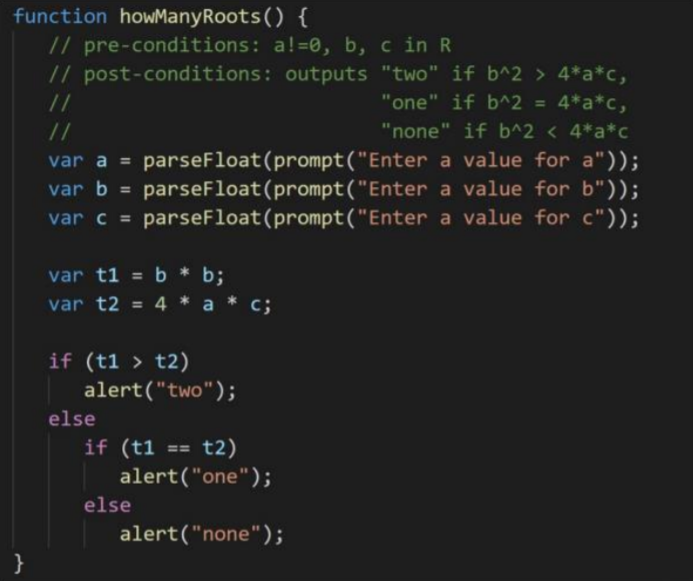 function howManyRoots() {
// pre-conditions: a!=0, b, c in R
// post-conditions: outputs "two" if b^2 > 4*a*c,
// "one" if b^2 = 4*a*c,
// "none" if b^2 < 4*a*c
var a = parseFloat(prompt("Enter a value for a"));
var b = parseFloat(prompt("Enter a value for b"));
var c = parseFloat(prompt("Enter a value for c"));
var t1 = b * b;
var t2 = 4 * a * c;
if (t1 > t2)
alert("two");
else
if (t1 == t2)
alert("one");
else
alert("none");
}